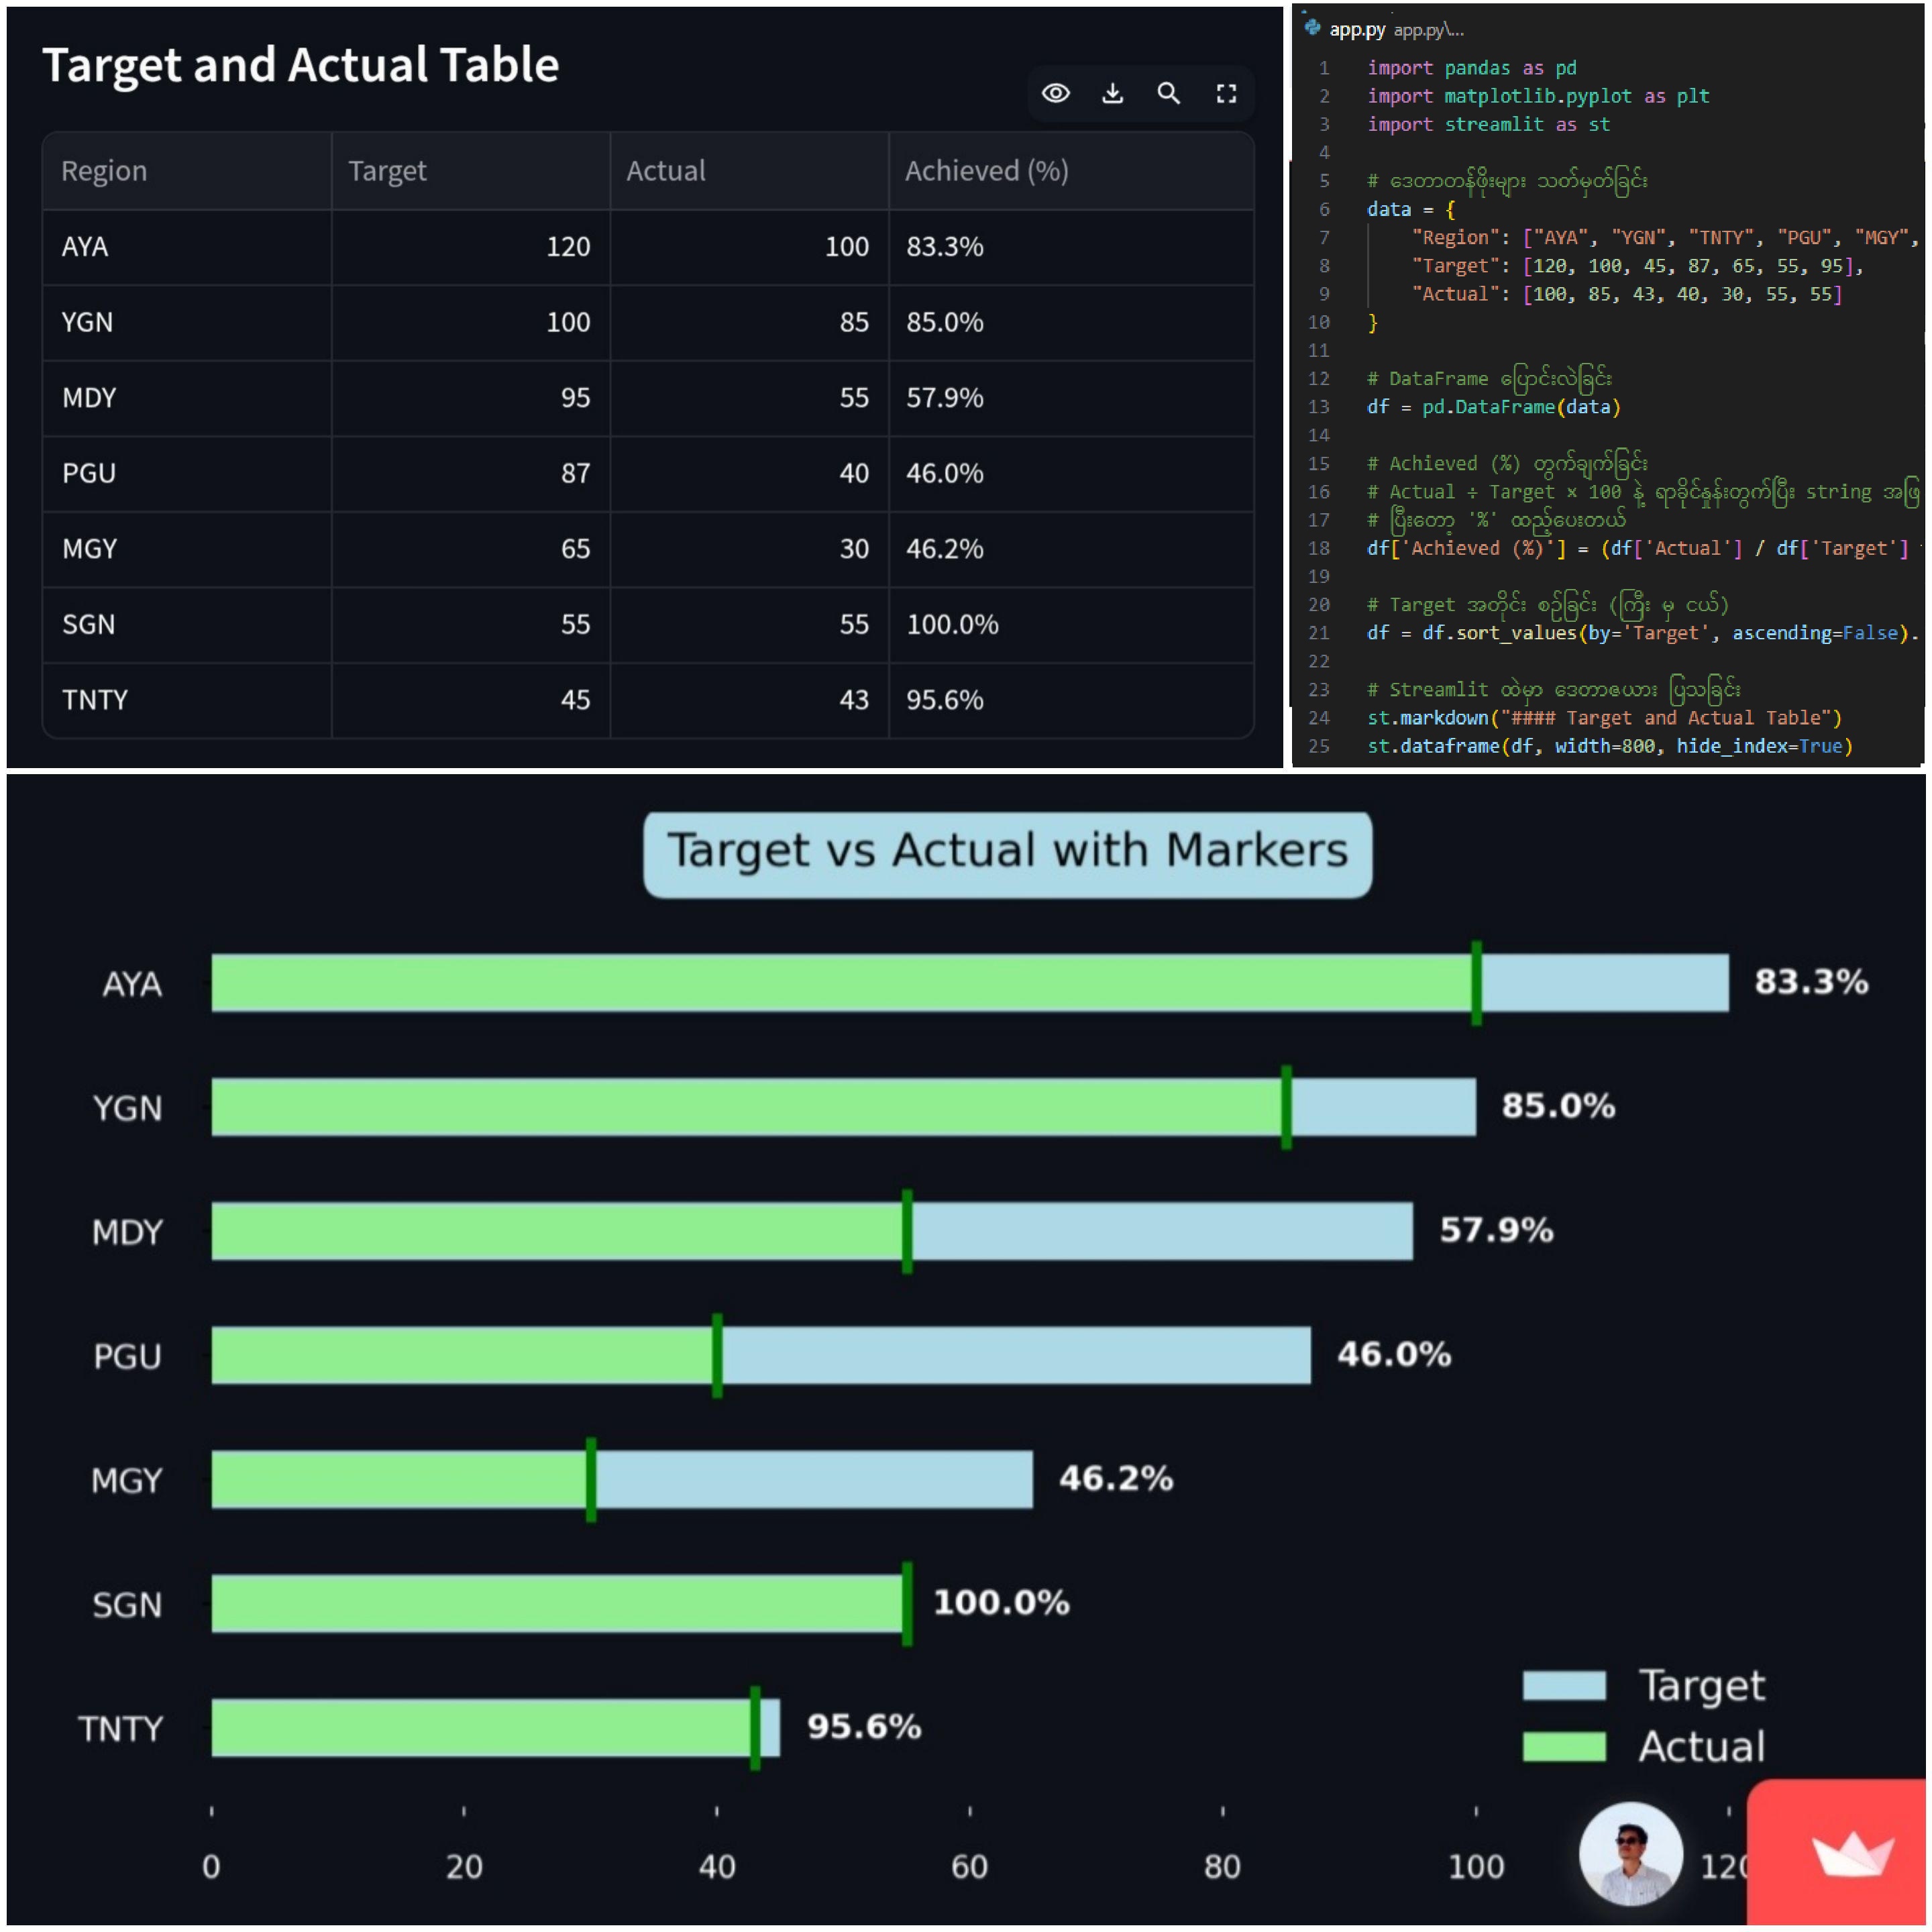 Target and Actual Table
Region Target Actual Achieved (%)
AYA 120 100 83.3%
YGN 100 85 85.0%
MDY 95 55 57.9%
PGU 87 40 46.0%
MGY 65 30 46.2%
SGN 55 55 100.0%
TNTY 45 43 95.6%
app.py app.py\...
1 import pandas as pd
2 import matplotlib.pyplot as plt
3 import streamlit as st
4
5 # ဒေတာတန်ဖိုးများ သတ်မှတ်ခြင်း
6 data = {
7 "Region": ["AYA", "YGN", "TNTY", "PGU", "MGY",
8 "Target": [120, 100, 45, 87, 65, 55, 95],
9 "Actual": [100, 85, 43, 40, 30, 55, 55]
10 }
11
12 # DataFrame ပြောင်းလဲခြင်း
13 df = pd.DataFrame(data)
14
15 # Achieved (%) တွက်ချက်ခြင်း
16 # Actual ÷ Target × 100 နဲ့ ရာခိုင်နှုန်းတွက်ပြီး string
17 # ပြီးတော့ '%' ထည့်ပေးတယ်
18 df['Achieved (%)'] = (df['Actual'] / df['Target']
19
20 # Target အတိုင်း စဉ်ခြင်း (ကြီး မှ ငယ်)
21 df = df.sort_values(by='Target', ascending=False).
22
23 # Streamlit ထဲမှာ ဒေတာဇယား ပြသခြင်း
24 st.markdown("#### Target and Actual Table")
25 st.dataframe(df, width=800, hide_index=True)
Target vs Actual with Markers
AYA 83.3%
YGN 85.0%
MDY 57.9%
PGU 46.0%
MGY 46.2%
SGN 100.0%
TNTY 95.6%
Target
Actual
0 20 40 60 80 100